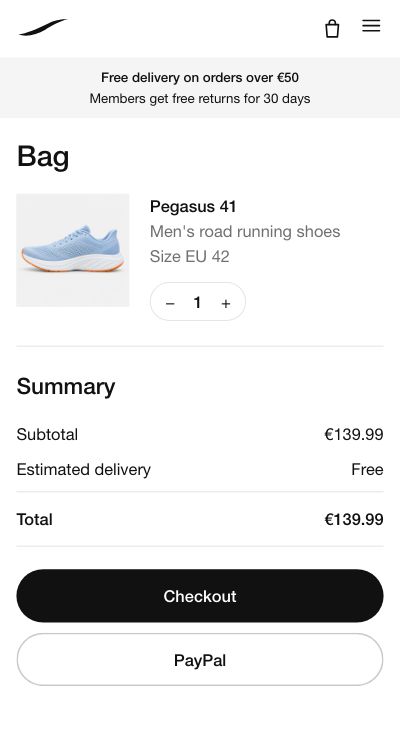 Free delivery on orders over €50
Members get free returns for 30 days
Bag
Pegasus 41
Men's road running shoes
Size EU 42
− 1 +
Summary
Subtotal €139.99
Estimated delivery Free
Total €139.99
Checkout
PayPal